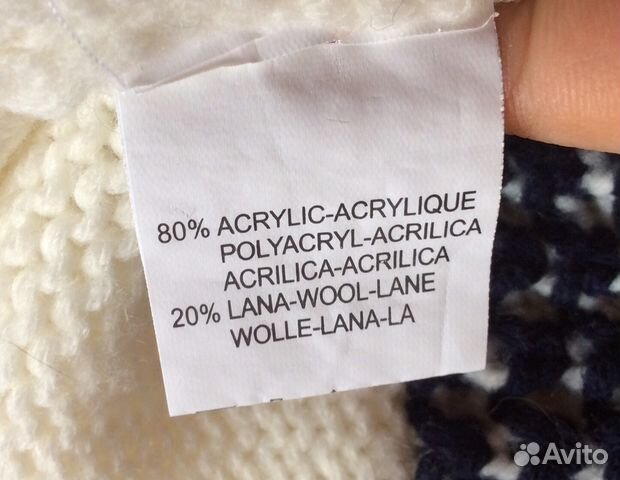 80% ACRYLIC-ACRYLIQUE
POLYACRYL-ACRILICA
ACRILICA-ACRILICA
20% LANA-WOOL-LANE
WOLLE-LANA-LA
Avito